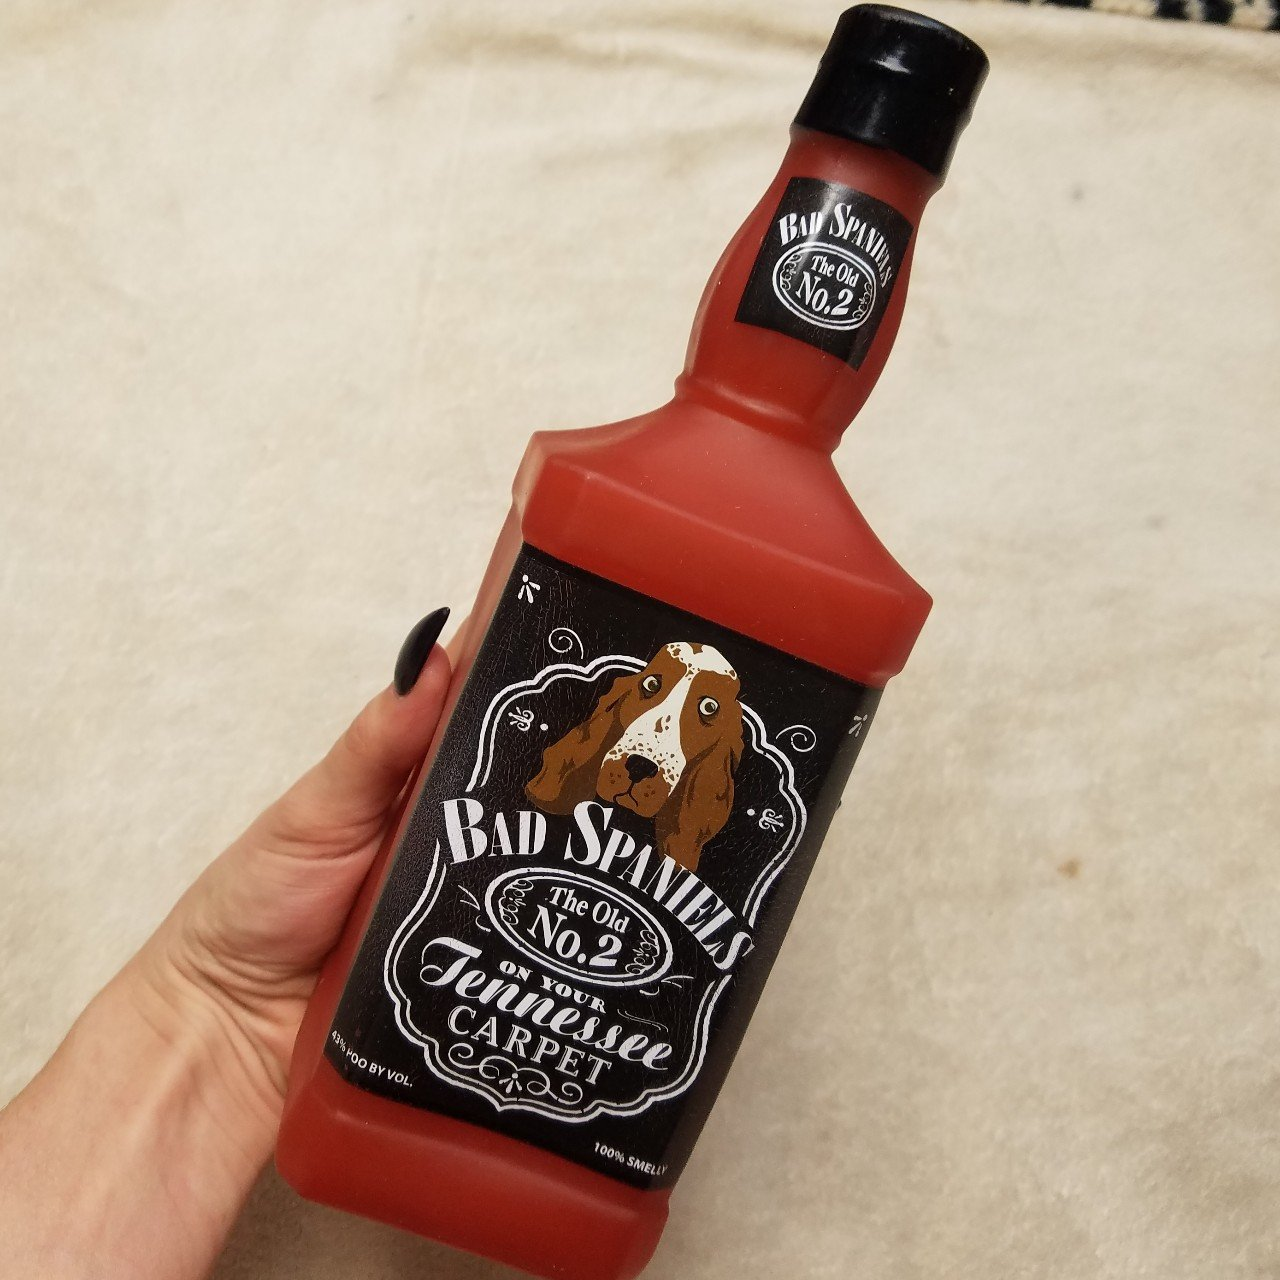 BAD SPANIELS
The Old
No.2
BAD SPANIELS
The Old
No.2
ON YOUR
Tennessee
CARPET
43% POO BY VOL.
100% SMELLY